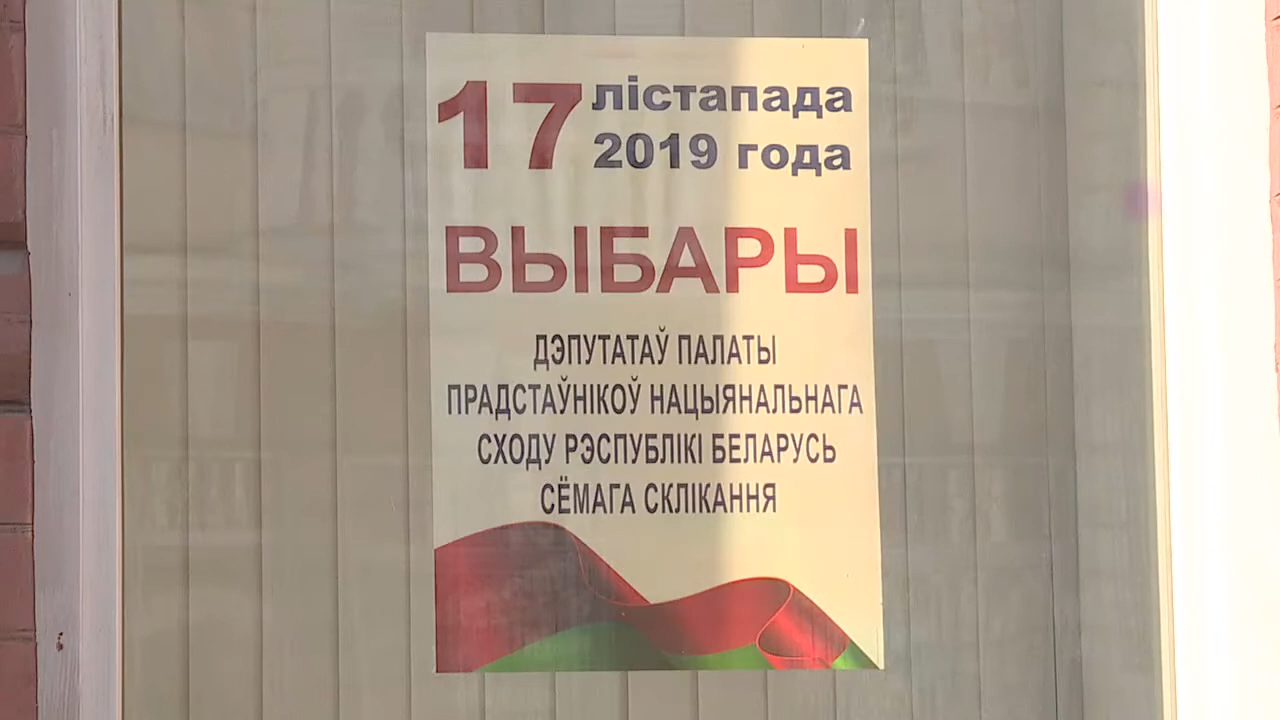 17 лістапада
2019 года
ВЫБАРЫ
ДЭПУТАТАЎ ПАЛАТЫ
ПРАДСТАЎНІКОЎ НАЦЫЯНАЛЬНАГА
СХОДУ РЭСПУБЛІКІ БЕЛАРУСЬ
СЁМАГА СКЛІКАННЯ